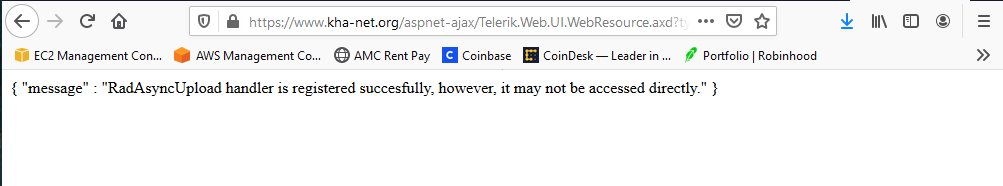 https://www.kha-net.org/aspnet-ajax/Telerik.Web.UI.WebResource.axd?ty
EC2 Management Con... AWS Management Cons... AMC Rent Pay Coinbase CoinDesk — Leader in ... Portfolio | Robinhood
{ "message" : "RadAsyncUpload handler is registered succesfully, however, it may not be accessed directly." }